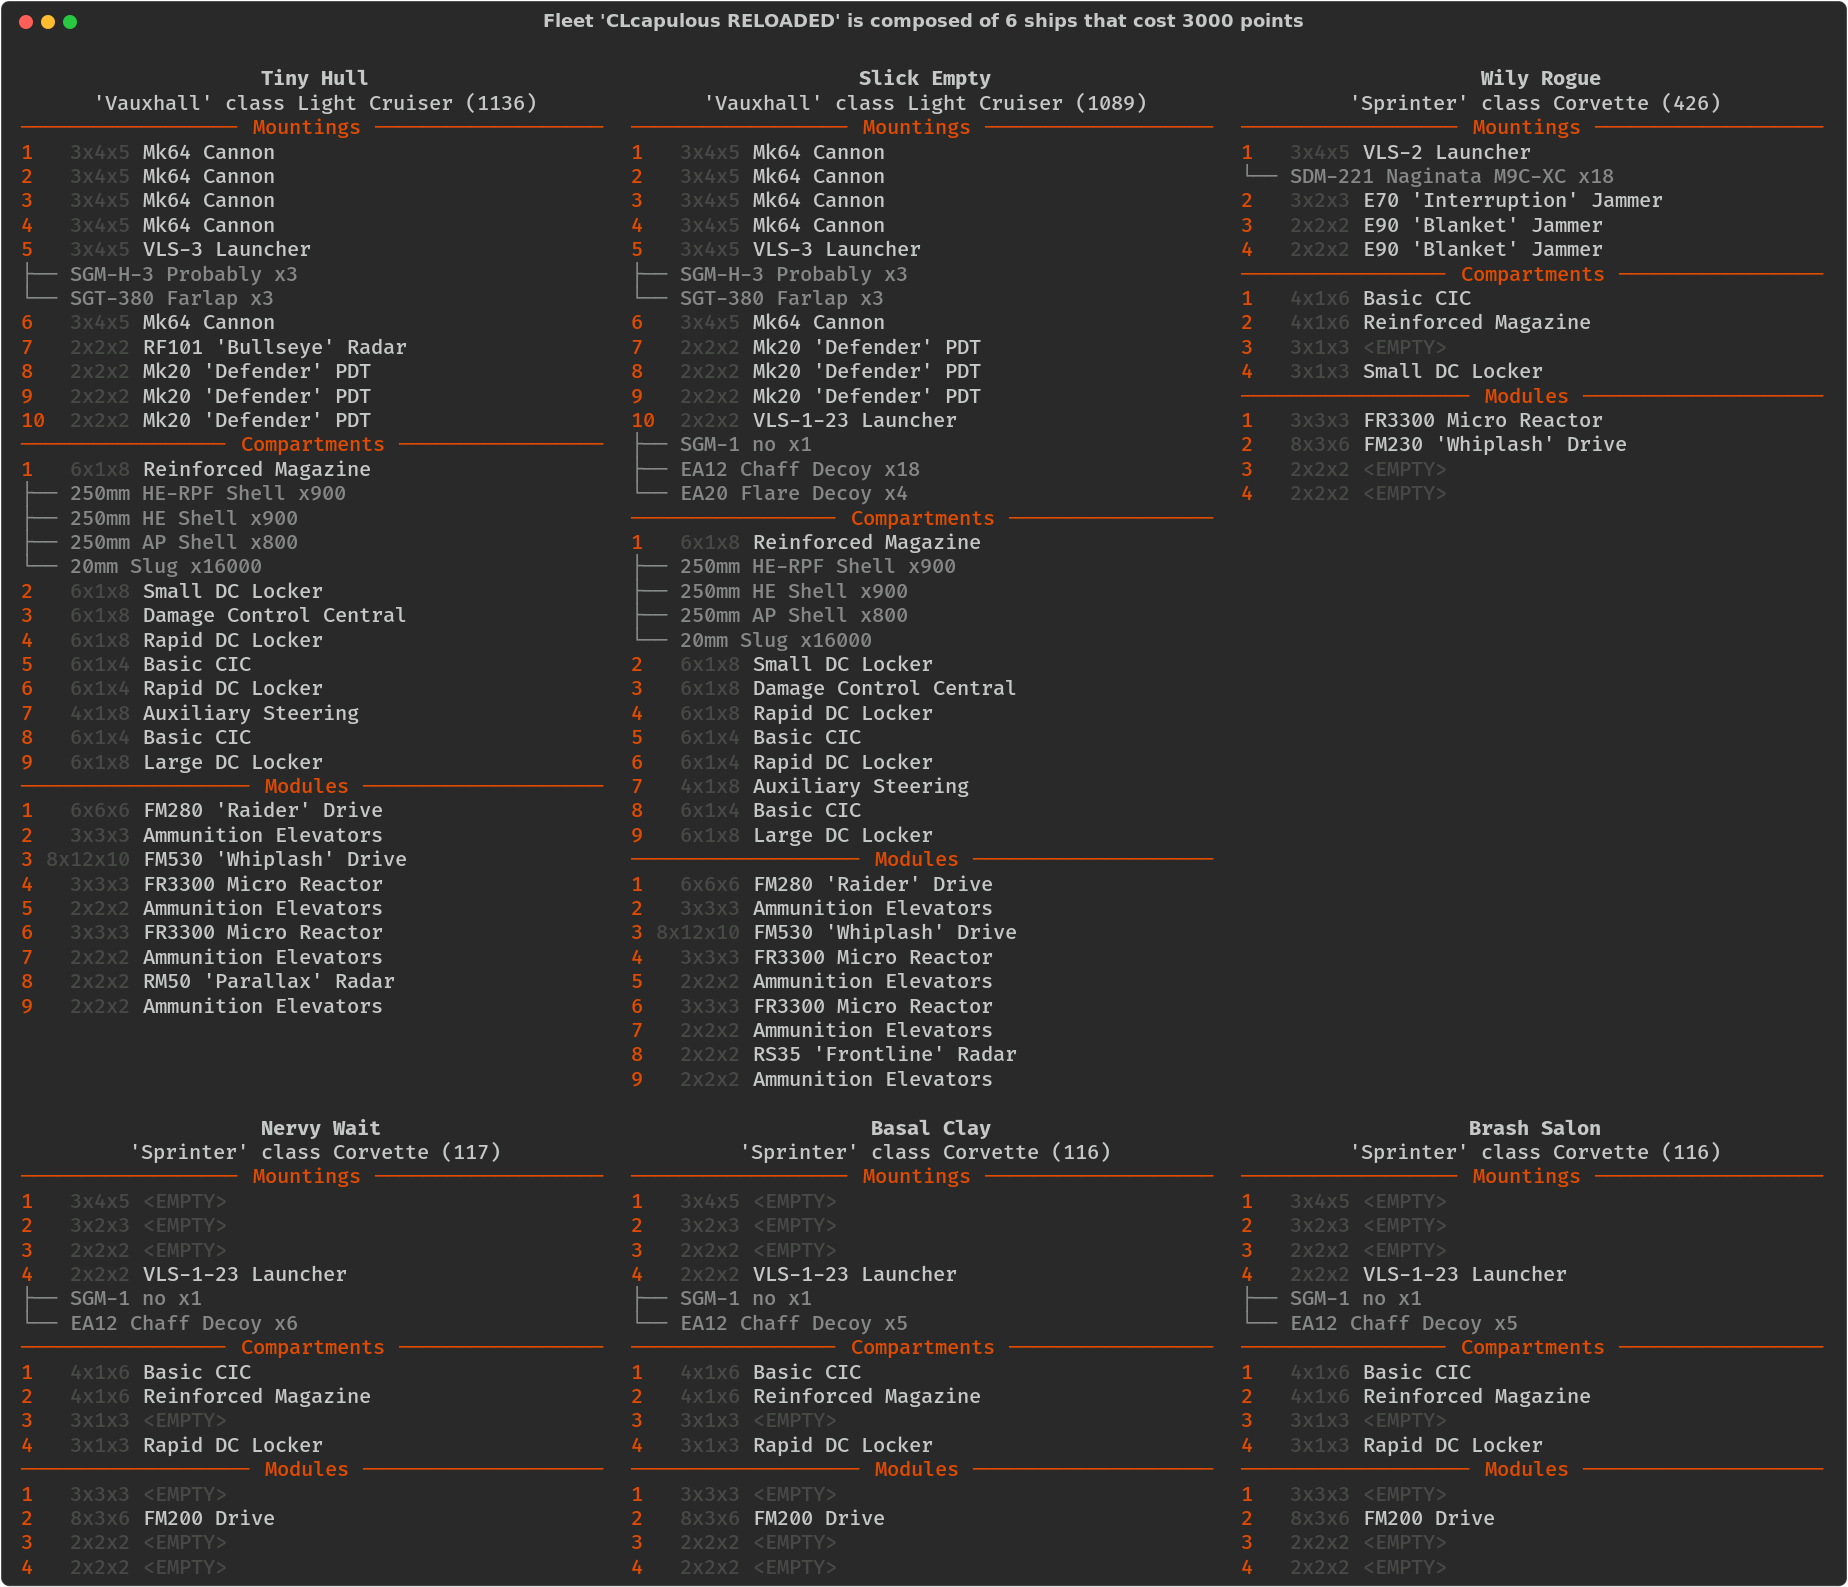 Fleet 'CLcapulous RELOADED' is composed of 6 ships that cost 3000 points
Tiny Hull
'Vauxhall' class Light Cruiser (1136)
Mountings
1 3x4x5 Mk64 Cannon
2 3x4x5 Mk64 Cannon
3 3x4x5 Mk64 Cannon
4 3x4x5 Mk64 Cannon
5 3x4x5 VLS-3 Launcher
SGM-H-3 Probably x3
SGT-380 Farlap x3
6 3x4x5 Mk64 Cannon
7 2x2x2 RF101 'Bullseye' Radar
8 2x2x2 Mk20 'Defender' PDT
9 2x2x2 Mk20 'Defender' PDT
10 2x2x2 Mk20 'Defender' PDT
Compartments
1 6x1x8 Reinforced Magazine
250mm HE-RPF Shell x900
250mm HE Shell x900
250mm AP Shell x800
20mm Slug x16000
2 6x1x8 Small DC Locker
3 6x1x8 Damage Control Central
4 6x1x8 Rapid DC Locker
5 6x1x4 Basic CIC
6 6x1x4 Rapid DC Locker
7 4x1x8 Auxiliary Steering
8 6x1x4 Basic CIC
9 6x1x8 Large DC Locker
Modules
1 6x6x6 FM280 'Raider' Drive
2 3x3x3 Ammunition Elevators
3 8x12x10 FM530 'Whiplash' Drive
4 3x3x3 FR3300 Micro Reactor
5 2x2x2 Ammunition Elevators
6 3x3x3 FR3300 Micro Reactor
7 2x2x2 Ammunition Elevators
8 2x2x2 RM50 'Parallax' Radar
9 2x2x2 Ammunition Elevators
Slick Empty
'Vauxhall' class Light Cruiser (1089)
Mountings
1 3x4x5 Mk64 Cannon
2 3x4x5 Mk64 Cannon
3 3x4x5 Mk64 Cannon
4 3x4x5 Mk64 Cannon
5 3x4x5 VLS-3 Launcher
SGM-H-3 Probably x3
SGT-380 Farlap x3
6 3x4x5 Mk64 Cannon
7 2x2x2 Mk20 'Defender' PDT
8 2x2x2 Mk20 'Defender' PDT
9 2x2x2 Mk20 'Defender' PDT
10 2x2x2 VLS-1-23 Launcher
SGM-1 no x1
EA12 Chaff Decoy x18
EA20 Flare Decoy x4
Compartments
1 6x1x8 Reinforced Magazine
250mm HE-RPF Shell x900
250mm HE Shell x900
250mm AP Shell x800
20mm Slug x16000
2 6x1x8 Small DC Locker
3 6x1x8 Damage Control Central
4 6x1x8 Rapid DC Locker
5 6x1x4 Basic CIC
6 6x1x4 Rapid DC Locker
7 4x1x8 Auxiliary Steering
8 6x1x4 Basic CIC
9 6x1x8 Large DC Locker
Modules
1 6x6x6 FM280 'Raider' Drive
2 3x3x3 Ammunition Elevators
3 8x12x10 FM530 'Whiplash' Drive
4 3x3x3 FR3300 Micro Reactor
5 2x2x2 Ammunition Elevators
6 3x3x3 FR3300 Micro Reactor
7 2x2x2 Ammunition Elevators
8 2x2x2 RS35 'Frontline' Radar
9 2x2x2 Ammunition Elevators
Wily Rogue
'Sprinter' class Corvette (426)
Mountings
1 3x4x5 VLS-2 Launcher
SDM-221 Naginata M9C-XC x18
2 3x2x3 E70 'Interruption' Jammer
3 2x2x2 E90 'Blanket' Jammer
4 2x2x2 E90 'Blanket' Jammer
Compartments
1 4x1x6 Basic CIC
2 4x1x6 Reinforced Magazine
3 3x1x3 <EMPTY>
4 3x1x3 Small DC Locker
Modules
1 3x3x3 FR3300 Micro Reactor
2 8x3x6 FM230 'Whiplash' Drive
3 2x2x2 <EMPTY>
4 2x2x2 <EMPTY>
Nervy Wait
'Sprinter' class Corvette (117)
Mountings
1 3x4x5 <EMPTY>
2 3x2x3 <EMPTY>
3 2x2x2 <EMPTY>
4 2x2x2 VLS-1-23 Launcher
SGM-1 no x1
EA12 Chaff Decoy x6
Compartments
1 4x1x6 Basic CIC
2 4x1x6 Reinforced Magazine
3 3x1x3 <EMPTY>
4 3x1x3 Rapid DC Locker
Modules
1 3x3x3 <EMPTY>
2 8x3x6 FM200 Drive
3 2x2x2 <EMPTY>
4 2x2x2 <EMPTY>
Basal Clay
'Sprinter' class Corvette (116)
Mountings
1 3x4x5 <EMPTY>
2 3x2x3 <EMPTY>
3 2x2x2 <EMPTY>
4 2x2x2 VLS-1-23 Launcher
SGM-1 no x1
EA12 Chaff Decoy x5
Compartments
1 4x1x6 Basic CIC
2 4x1x6 Reinforced Magazine
3 3x1x3 <EMPTY>
4 3x1x3 Rapid DC Locker
Modules
1 3x3x3 <EMPTY>
2 8x3x6 FM200 Drive
3 2x2x2 <EMPTY>
4 2x2x2 <EMPTY>
Brash Salon
'Sprinter' class Corvette (116)
Mountings
1 3x4x5 <EMPTY>
2 3x2x3 <EMPTY>
3 2x2x2 <EMPTY>
4 2x2x2 VLS-1-23 Launcher
SGM-1 no x1
EA12 Chaff Decoy x5
Compartments
1 4x1x6 Basic CIC
2 4x1x6 Reinforced Magazine
3 3x1x3 <EMPTY>
4 3x1x3 Rapid DC Locker
Modules
1 3x3x3 <EMPTY>
2 8x3x6 FM200 Drive
3 2x2x2 <EMPTY>
4 2x2x2 <EMPTY>